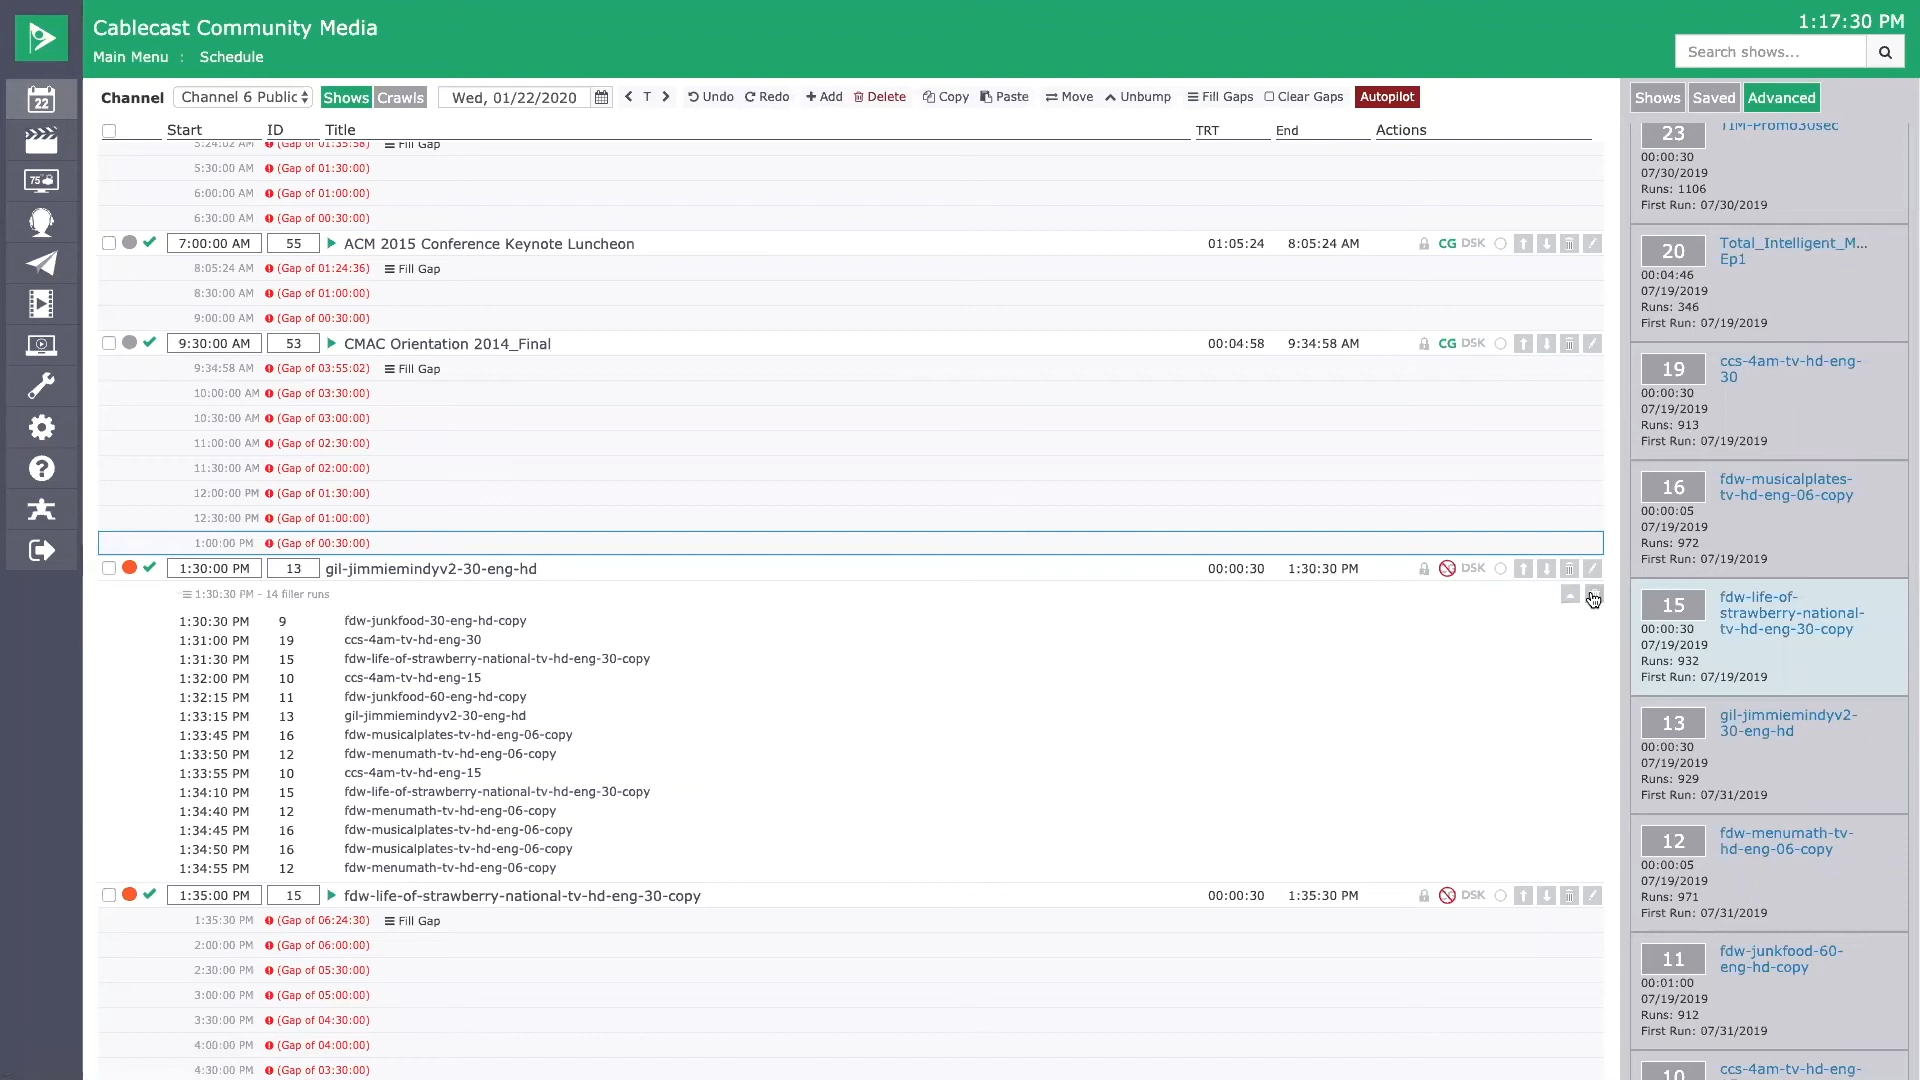 Cablecast Community Media
Main Menu : Schedule
1:17:30 PM
Search shows...
22
75°
Channel Channel 6 Public Shows Crawls Wed, 01/22/2020 T Undo Redo Add Delete Copy Paste Move Unbump Fill Gaps Clear Gaps Autopilot
Start ID Title TRT End Actions
5:24:02 AM (Gap of 01:35:58) Fill Gap
5:30:00 AM (Gap of 01:30:00)
6:00:00 AM (Gap of 01:00:00)
6:30:00 AM (Gap of 00:30:00)
7:00:00 AM 55 ACM 2015 Conference Keynote Luncheon 01:05:24 8:05:24 AM CG DSK
8:05:24 AM (Gap of 01:24:36) Fill Gap
8:30:00 AM (Gap of 01:00:00)
9:00:00 AM (Gap of 00:30:00)
9:30:00 AM 53 CMAC Orientation 2014_Final 00:04:58 9:34:58 AM CG DSK
9:34:58 AM (Gap of 03:55:02) Fill Gap
10:00:00 AM (Gap of 03:30:00)
10:30:00 AM (Gap of 03:00:00)
11:00:00 AM (Gap of 02:30:00)
11:30:00 AM (Gap of 02:00:00)
12:00:00 PM (Gap of 01:30:00)
12:30:00 PM (Gap of 01:00:00)
1:00:00 PM (Gap of 00:30:00)
1:30:00 PM 13 gil-jimmiemindyv2-30-eng-hd 00:00:30 1:30:30 PM DSK
1:30:30 PM - 14 filler runs
1:30:30 PM 9 fdw-junkfood-30-eng-hd-copy
1:31:00 PM 19 ccs-4am-tv-hd-eng-30
1:31:30 PM 15 fdw-life-of-strawberry-national-tv-hd-eng-30-copy
1:32:00 PM 10 ccs-4am-tv-hd-eng-15
1:32:15 PM 11 fdw-junkfood-60-eng-hd-copy
1:33:15 PM 13 gil-jimmiemindyv2-30-eng-hd
1:33:45 PM 16 fdw-musicalplates-tv-hd-eng-06-copy
1:33:50 PM 12 fdw-menumath-tv-hd-eng-06-copy
1:33:55 PM 10 ccs-4am-tv-hd-eng-15
1:34:10 PM 15 fdw-life-of-strawberry-national-tv-hd-eng-30-copy
1:34:40 PM 12 fdw-menumath-tv-hd-eng-06-copy
1:34:45 PM 16 fdw-musicalplates-tv-hd-eng-06-copy
1:34:50 PM 16 fdw-musicalplates-tv-hd-eng-06-copy
1:34:55 PM 12 fdw-menumath-tv-hd-eng-06-copy
1:35:00 PM 15 fdw-life-of-strawberry-national-tv-hd-eng-30-copy 00:00:30 1:35:30 PM DSK
1:35:30 PM (Gap of 06:24:30) Fill Gap
2:00:00 PM (Gap of 06:00:00)
2:30:00 PM (Gap of 05:30:00)
3:00:00 PM (Gap of 05:00:00)
3:30:00 PM (Gap of 04:30:00)
4:00:00 PM (Gap of 04:00:00)
4:30:00 PM (Gap of 03:30:00)
Shows Saved Advanced
23 TIM-Promo30sec
00:00:30
07/30/2019
Runs: 1106
First Run: 07/30/2019
20 Total_Intelligent_M...
Ep1
00:04:46
07/19/2019
Runs: 346
First Run: 07/19/2019
19 ccs-4am-tv-hd-eng-
30
00:00:30
07/19/2019
Runs: 913
First Run: 07/19/2019
16 fdw-musicalplates-
tv-hd-eng-06-copy
00:00:05
07/19/2019
Runs: 972
First Run: 07/19/2019
15 fdw-life-of-
strawberry-national-
tv-hd-eng-30-copy
00:00:30
07/19/2019
Runs: 932
First Run: 07/19/2019
13 gil-jimmiemindyv2-
30-eng-hd
00:00:30
07/19/2019
Runs: 929
First Run: 07/31/2019
12 fdw-menumath-tv-
hd-eng-06-copy
00:00:05
07/19/2019
Runs: 971
First Run: 07/31/2019
11 fdw-junkfood-60-
eng-hd-copy
00:01:00
07/19/2019
Runs: 912
First Run: 07/31/2019
10 ccs-4am-tv-hd-eng-